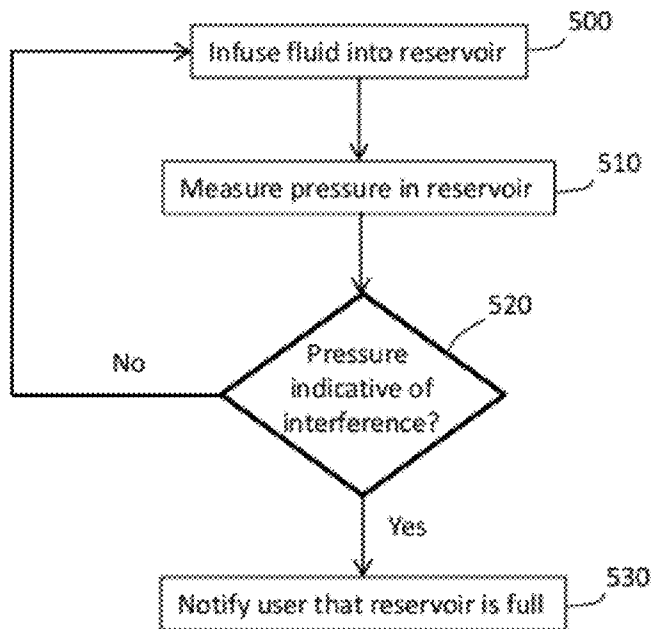 500
Infuse fluid into reservoir
510
Measure pressure in reservoir
520
Pressure
indicative of
interference?
No
Yes
530
Notify user that reservoir is full